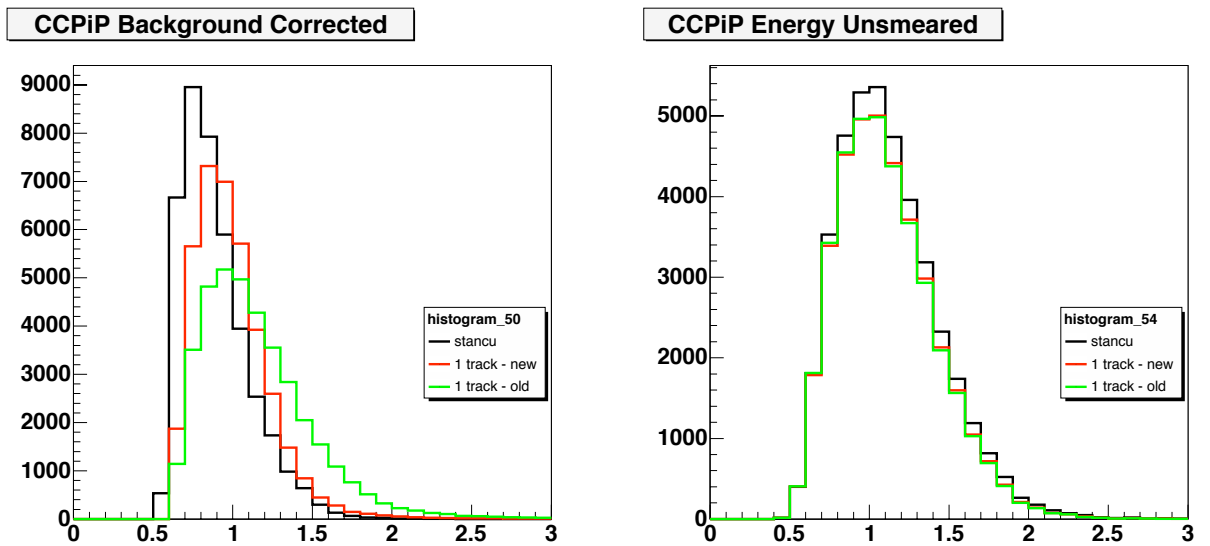 CCPiP Background Corrected
9000
8000
7000
6000
5000
4000
3000
2000
1000
0
0 0.5 1 1.5 2 2.5 3
histogram_50
stancu
1 track - new
1 track - old
CCPiP Energy Unsmeared
5000
4000
3000
2000
1000
0
0 0.5 1 1.5 2 2.5 3
histogram_54
stancu
1 track - new
1 track - old